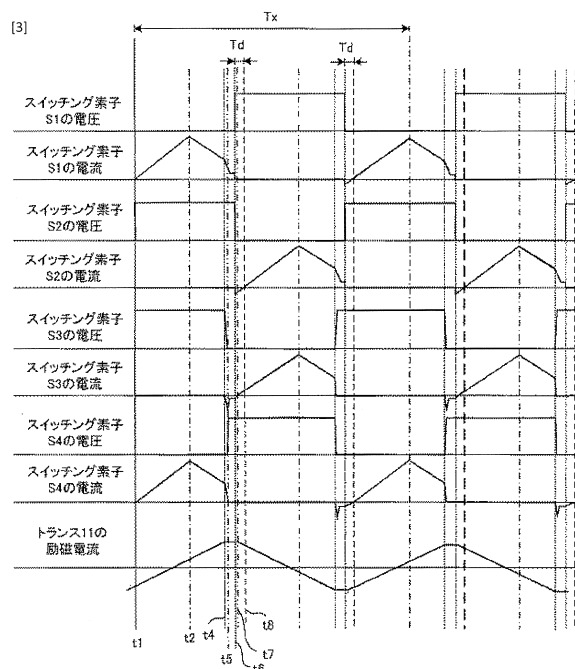 [3]
Tx
Td
Td
スイッチング素子
S1の電圧
スイッチング素子
S1の電流
スイッチング素子
S2の電圧
スイッチング素子
S2の電流
スイッチング素子
S3の電圧
スイッチング素子
S3の電流
スイッチング素子
S4の電圧
スイッチング素子
S4の電流
トランス11の
励磁電流
t1
t2
t4
t5
t6
t7
t8